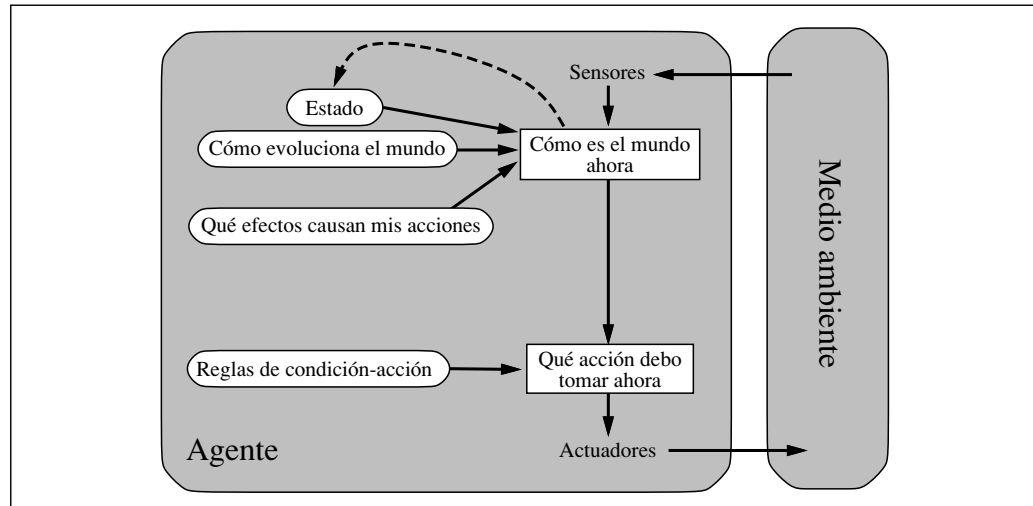 Sensores
Estado
Cómo evoluciona el mundo
Cómo es el mundo
ahora
Qué efectos causan mis acciones
Medio ambiente
Reglas de condición-acción
Qué acción debo
tomar ahora
Agente
Actuadores